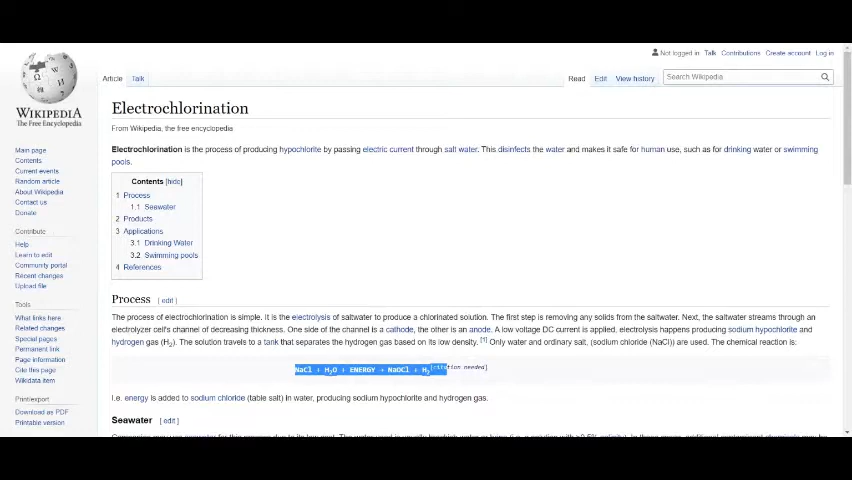 Not logged in Talk Contributions Create account Log in
Article Talk
Read Edit View history Search Wikipedia
WIKIPEDIA
The Free Encyclopedia
Main page
Contents
Current events
Random article
About Wikipedia
Contact us
Donate
Contribute
Help
Learn to edit
Community portal
Recent changes
Upload file
Tools
What links here
Related changes
Special pages
Permanent link
Page information
Cite this page
Wikidata item
Print/export
Download as PDF
Printable version
Electrochlorination
From Wikipedia, the free encyclopedia
Electrochlorination is the process of producing hypochlorite by passing electric current through salt water. This disinfects the water and makes it safe for human use, such as for drinking water or swimming
pools.
Contents [hide]
1 Process
1.1 Seawater
2 Products
3 Applications
3.1 Drinking Water
3.2 Swimming pools
4 References
Process [ edit ]
The process of electrochlorination is simple. It is the electrolysis of saltwater to produce a chlorinated solution. The first step is removing any solids from the saltwater. Next, the saltwater streams through an
electrolyzer cell's channel of decreasing thickness. One side of the channel is a cathode, the other is an anode. A low voltage DC current is applied, electrolysis happens producing sodium hypochlorite and
hydrogen gas (H2). The solution travels to a tank that separates the hydrogen gas based on its low density. [1] Only water and ordinary salt, (sodium chloride (NaCl)) are used. The chemical reaction is:
NaCl + H2O + ENERGY → NaOCl + H2[citation needed]
I.e. energy is added to sodium chloride (table salt) in water, producing sodium hypochlorite and hydrogen gas.
Seawater [ edit ]